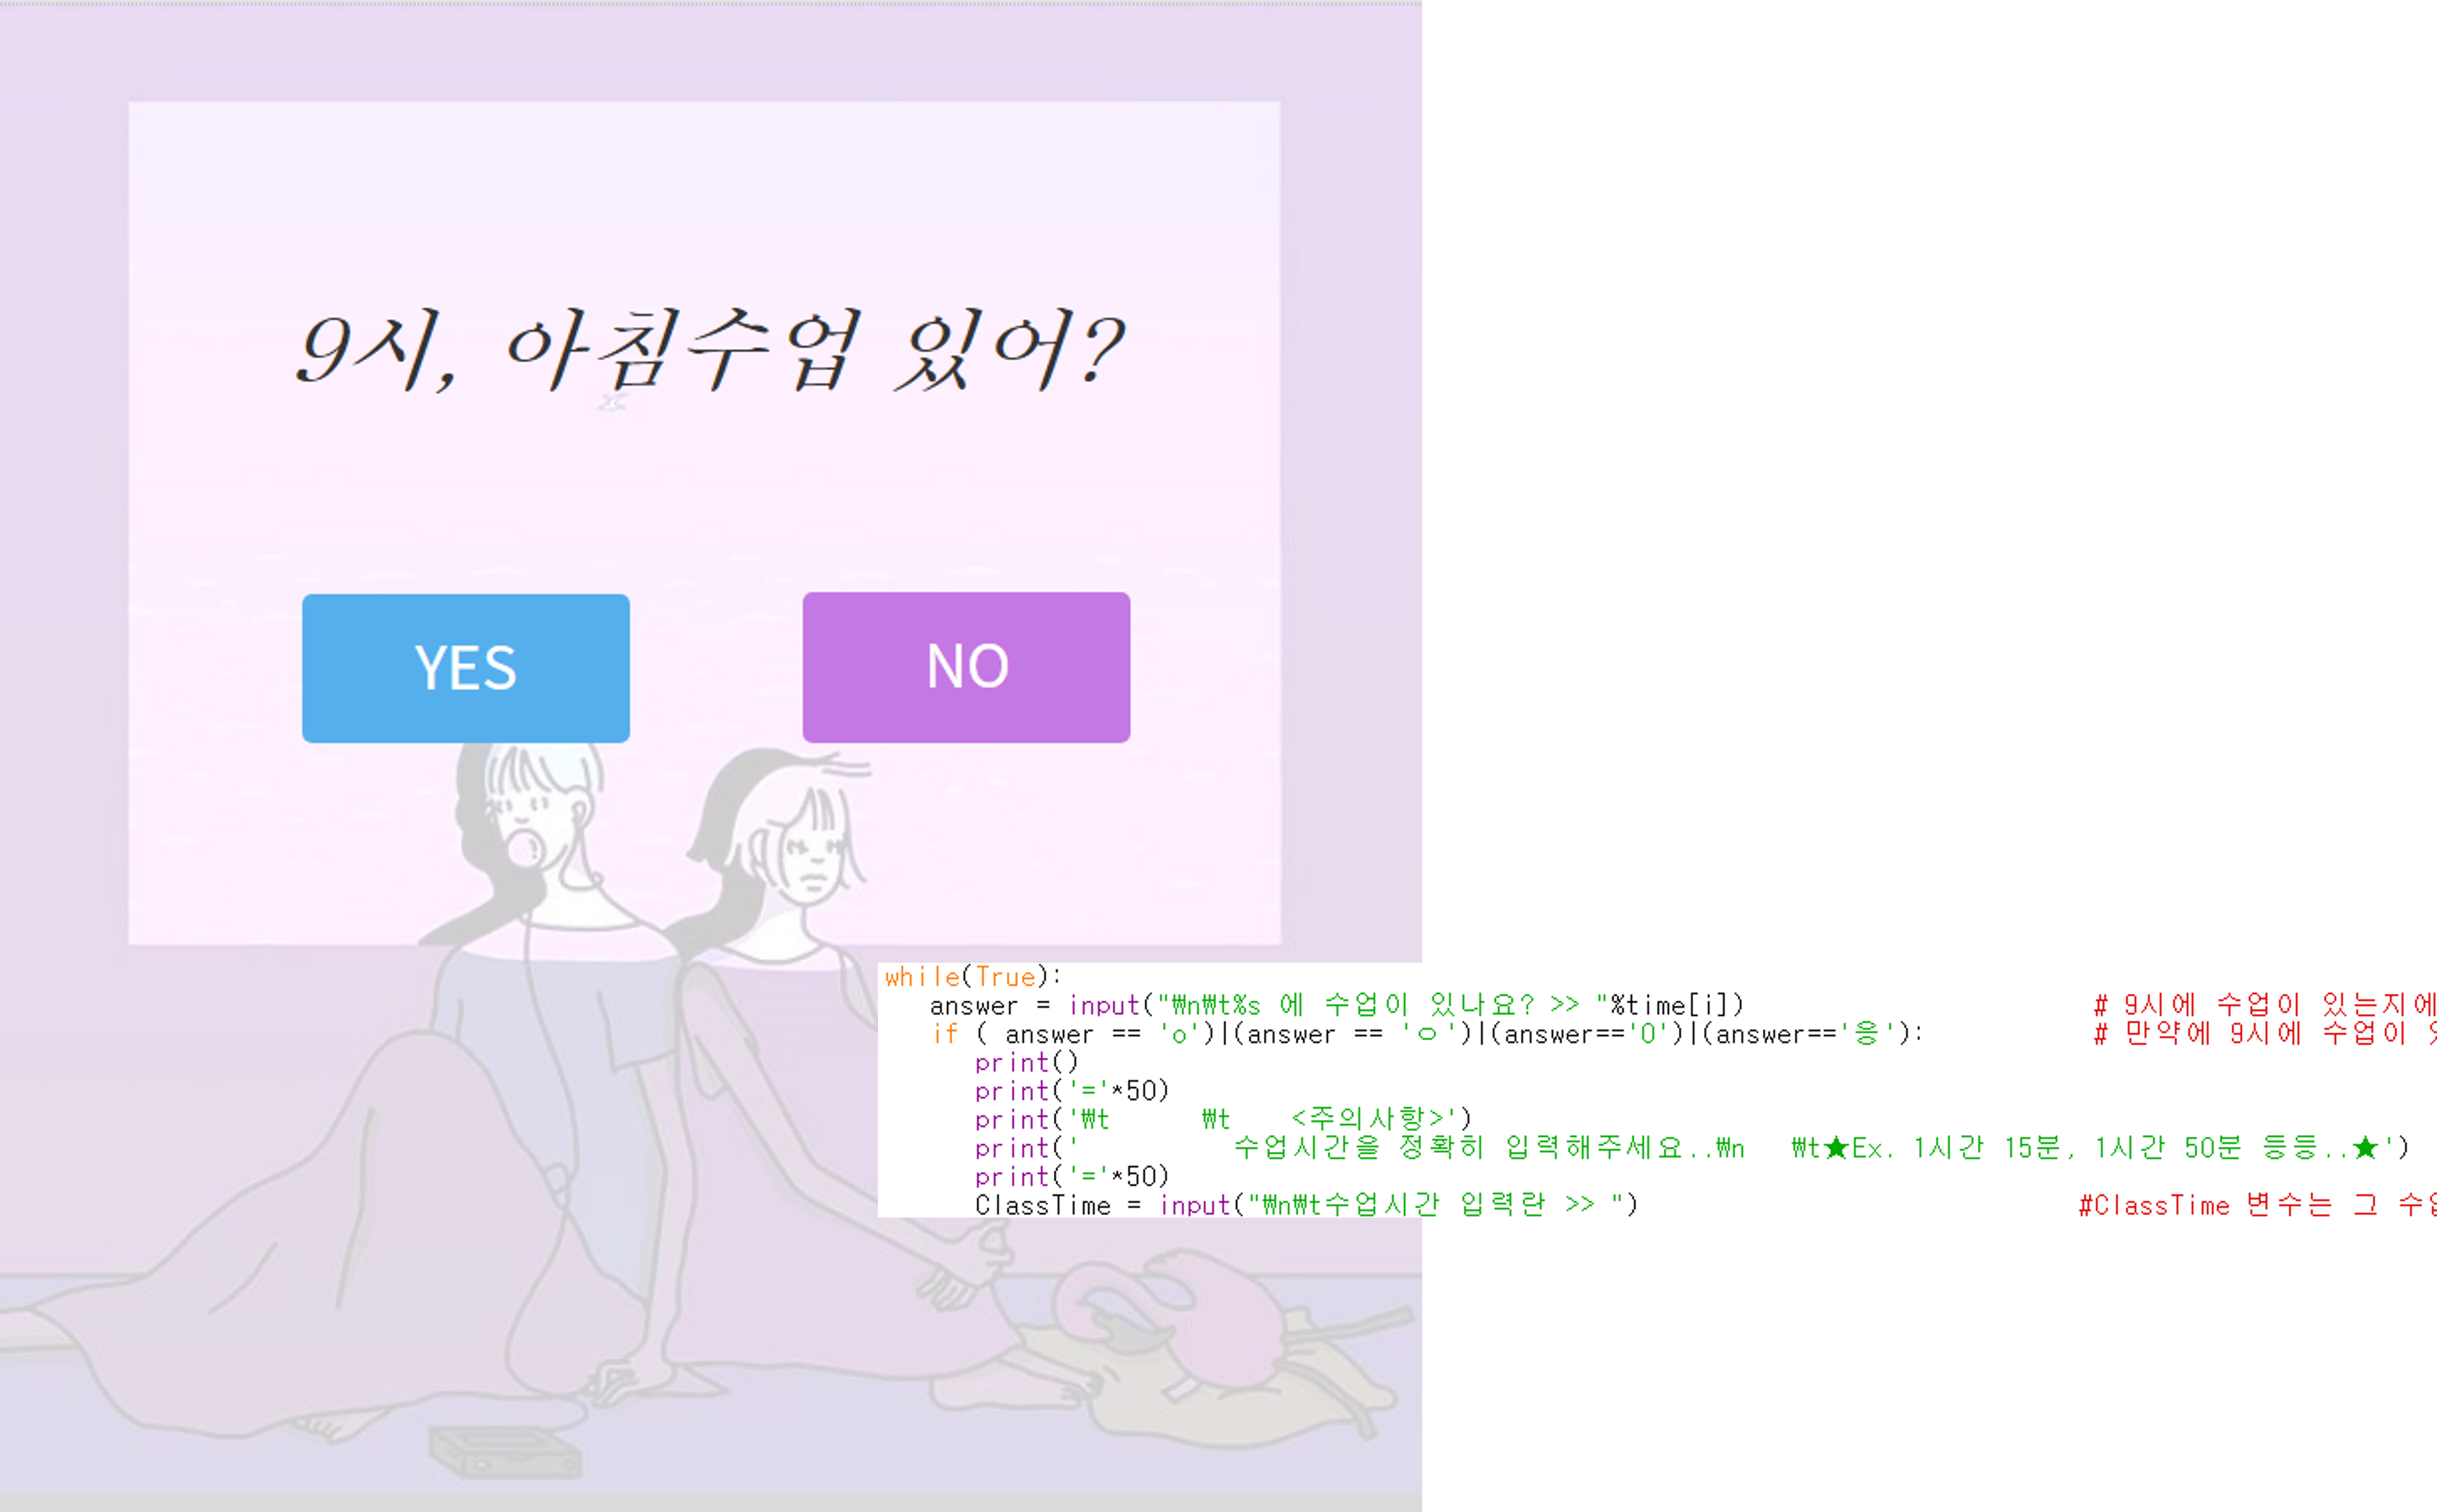 9시, 아침수업 있어?
YES
NO
while(True):
answer = input("₩n₩t%s 에 수업이 있나요? >> "%time[i]) # 9시에 수업이 있는지에
if ( answer == 'o')|(answer == 'ㅇ')|(answer=='O')|(answer=='응'): # 만약에 9시에 수업이
print()
print('='*50)
print('₩t ₩t <주의사항>')
print(' 수업시간을 정확히 입력해주세요..₩n ₩t★Ex. 1시간 15분, 1시간 50분 등등..★')
print('='*50)
ClassTime = input("₩n₩t수업시간 입력란 >> ") #ClassTime 변수는 그